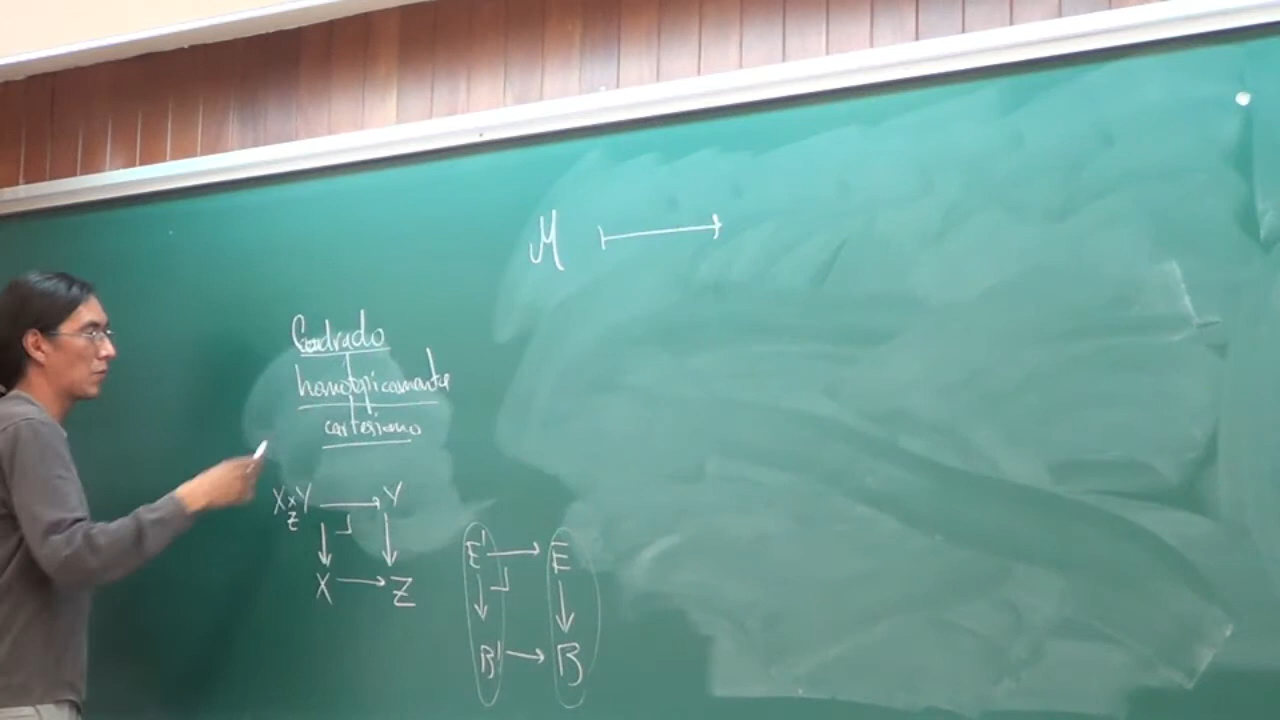 M ⟼
Cuadrado
homotópicamente
cartesiano
X×Y → Y
Z
↓ ⌟ ↓
X → Z
E' → E
↓ ⌟ ↓
B' → B